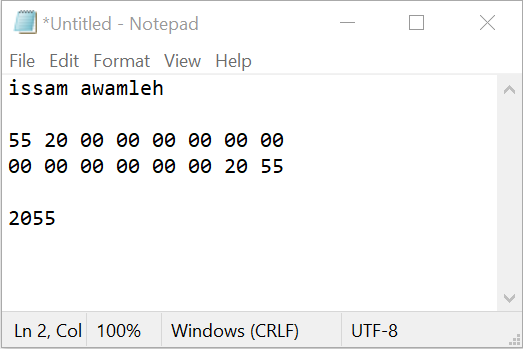 *Untitled - Notepad
File Edit Format View Help
issam awamleh
55 20 00 00 00 00 00 00
00 00 00 00 00 00 20 55
2055
Ln 2, Col 100% Windows (CRLF) UTF-8